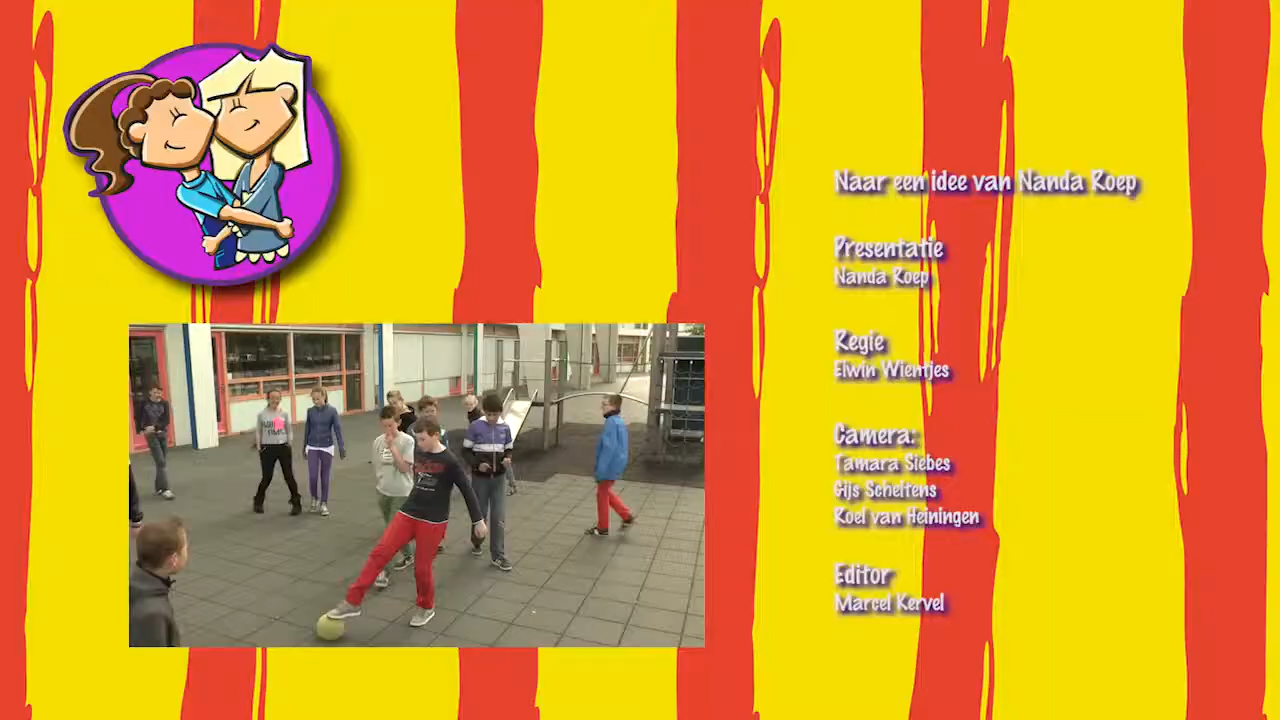 Naar een idee van Nanda Roep
Presentatie
Nanda Roep
Regie
Elwin Wientjes
Camera:
Tamara Siebes
Gijs Scheltens
Roel van Heiningen
Editor
Marcel Kervel